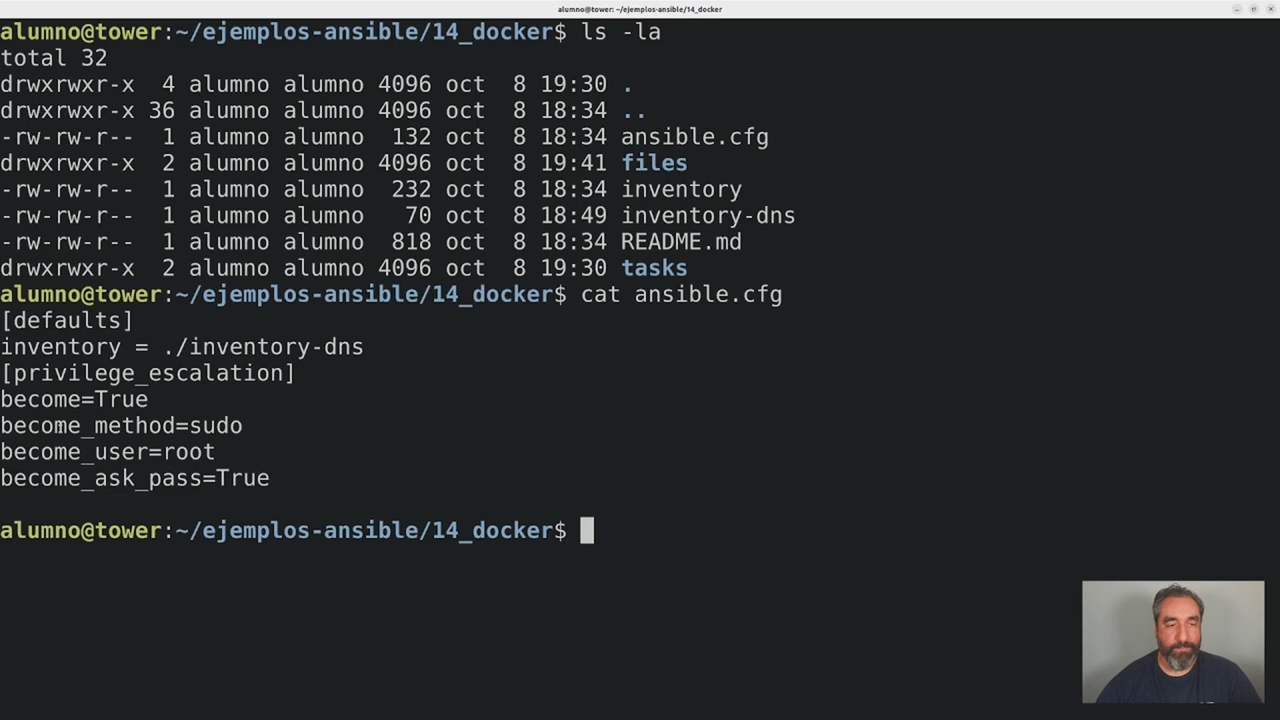 alumno@tower: ~/ejemplos-ansible/14_docker
alumno@tower:~/ejemplos-ansible/14_docker$ ls -la
total 32
drwxrwxr-x  4 alumno alumno 4096 oct  8 19:30 .
drwxrwxr-x 36 alumno alumno 4096 oct  8 18:34 ..
-rw-rw-r--  1 alumno alumno  132 oct  8 18:34 ansible.cfg
drwxrwxr-x  2 alumno alumno 4096 oct  8 19:41 files
-rw-rw-r--  1 alumno alumno  232 oct  8 18:34 inventory
-rw-rw-r--  1 alumno alumno   70 oct  8 18:49 inventory-dns
-rw-rw-r--  1 alumno alumno  818 oct  8 18:34 README.md
drwxrwxr-x  2 alumno alumno 4096 oct  8 19:30 tasks
alumno@tower:~/ejemplos-ansible/14_docker$ cat ansible.cfg
[defaults]
inventory = ./inventory-dns
[privilege_escalation]
become=True
become_method=sudo
become_user=root
become_ask_pass=True
alumno@tower:~/ejemplos-ansible/14_docker$